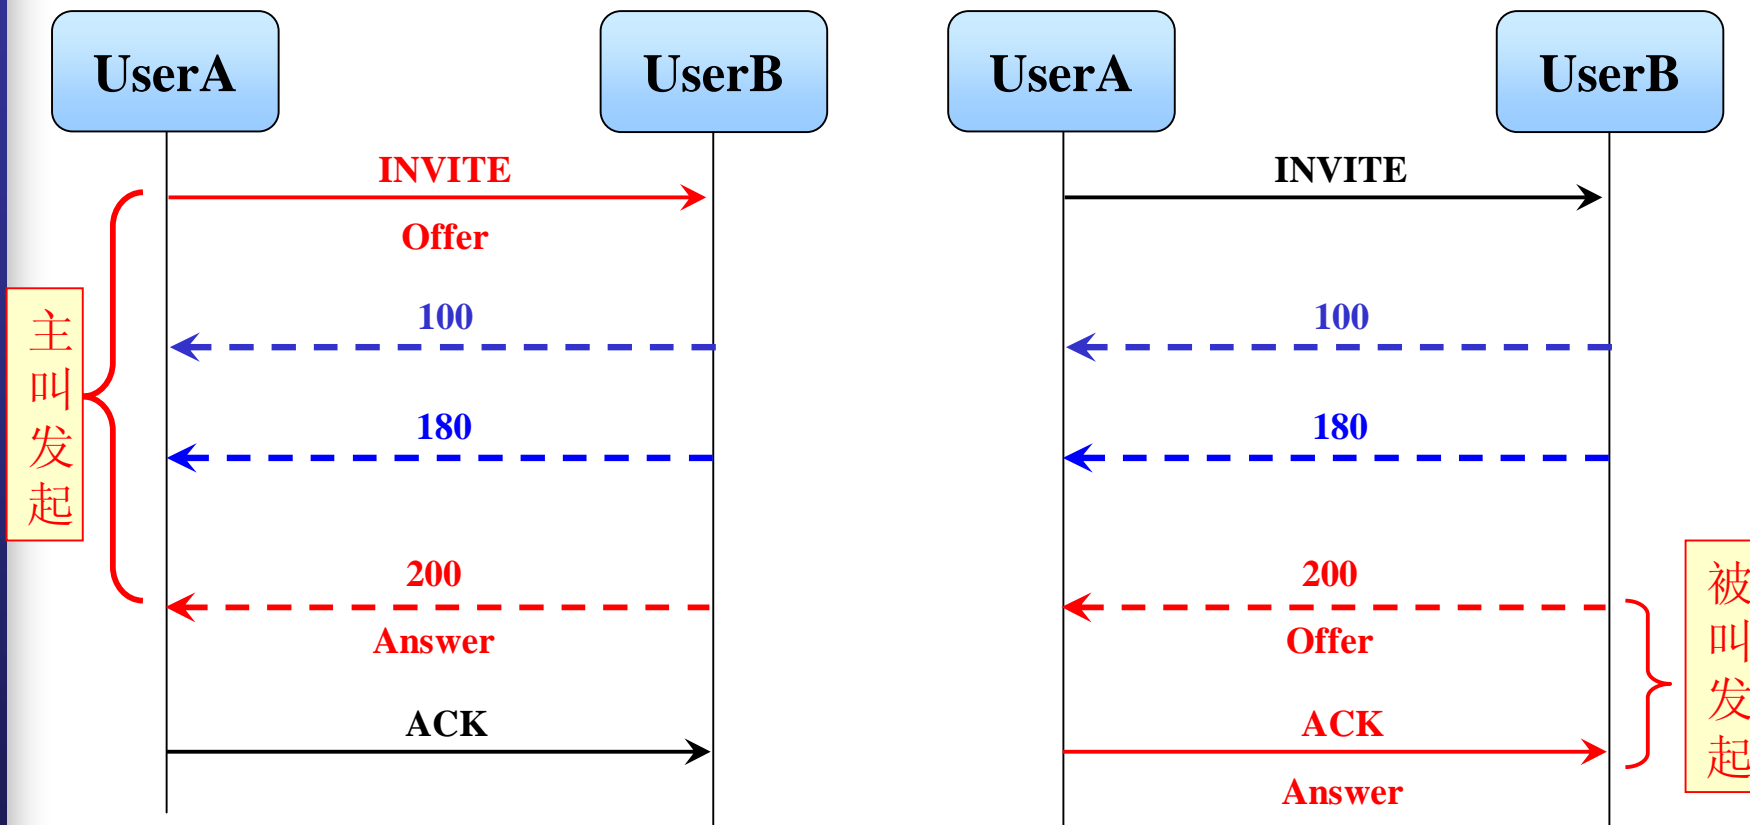 UserA
UserB
INVITE
Offer
100
180
200
Answer
ACK
主叫发起
UserA
UserB
INVITE
100
180
200
Offer
ACK
Answer
被叫发起